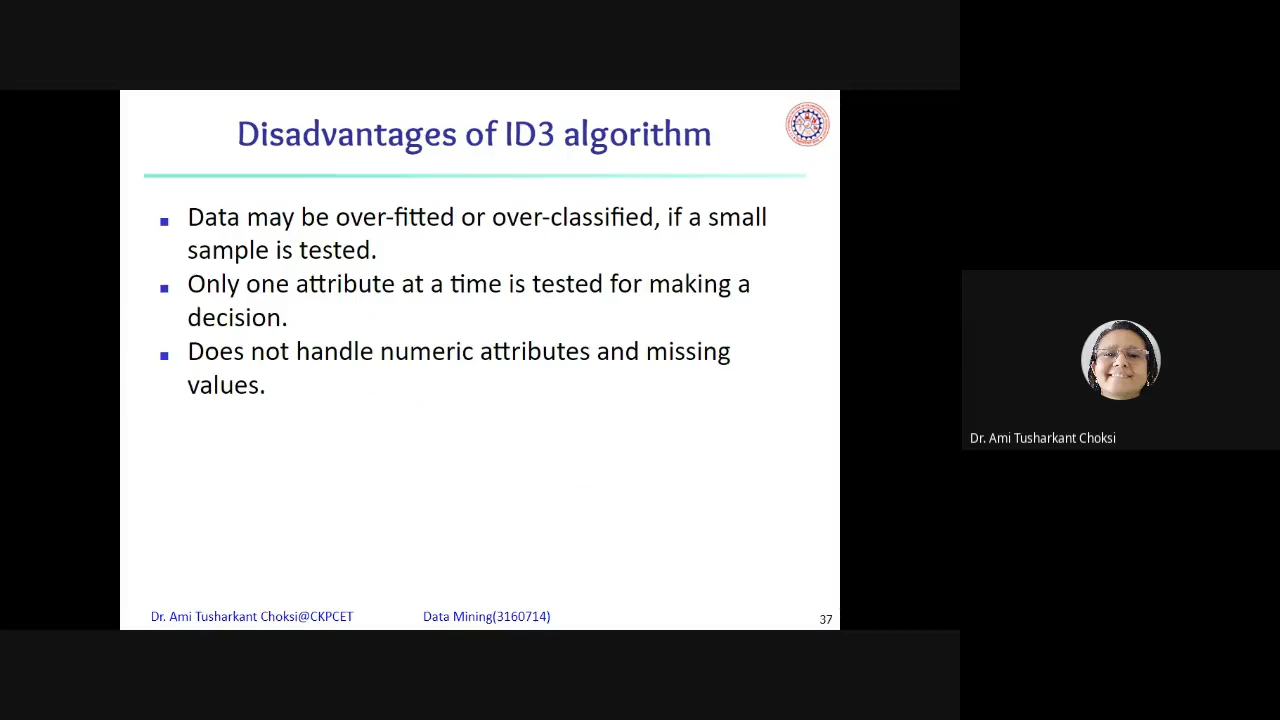 Disadvantages of ID3 algorithm
Data may be over-fitted or over-classified, if a small
sample is tested.
Only one attribute at a time is tested for making a
decision.
Does not handle numeric attributes and missing
values.
Dr. Ami Tusharkant Choksi@CKPCET
Data Mining(3160714)
37
Dr. Ami Tusharkant Choksi